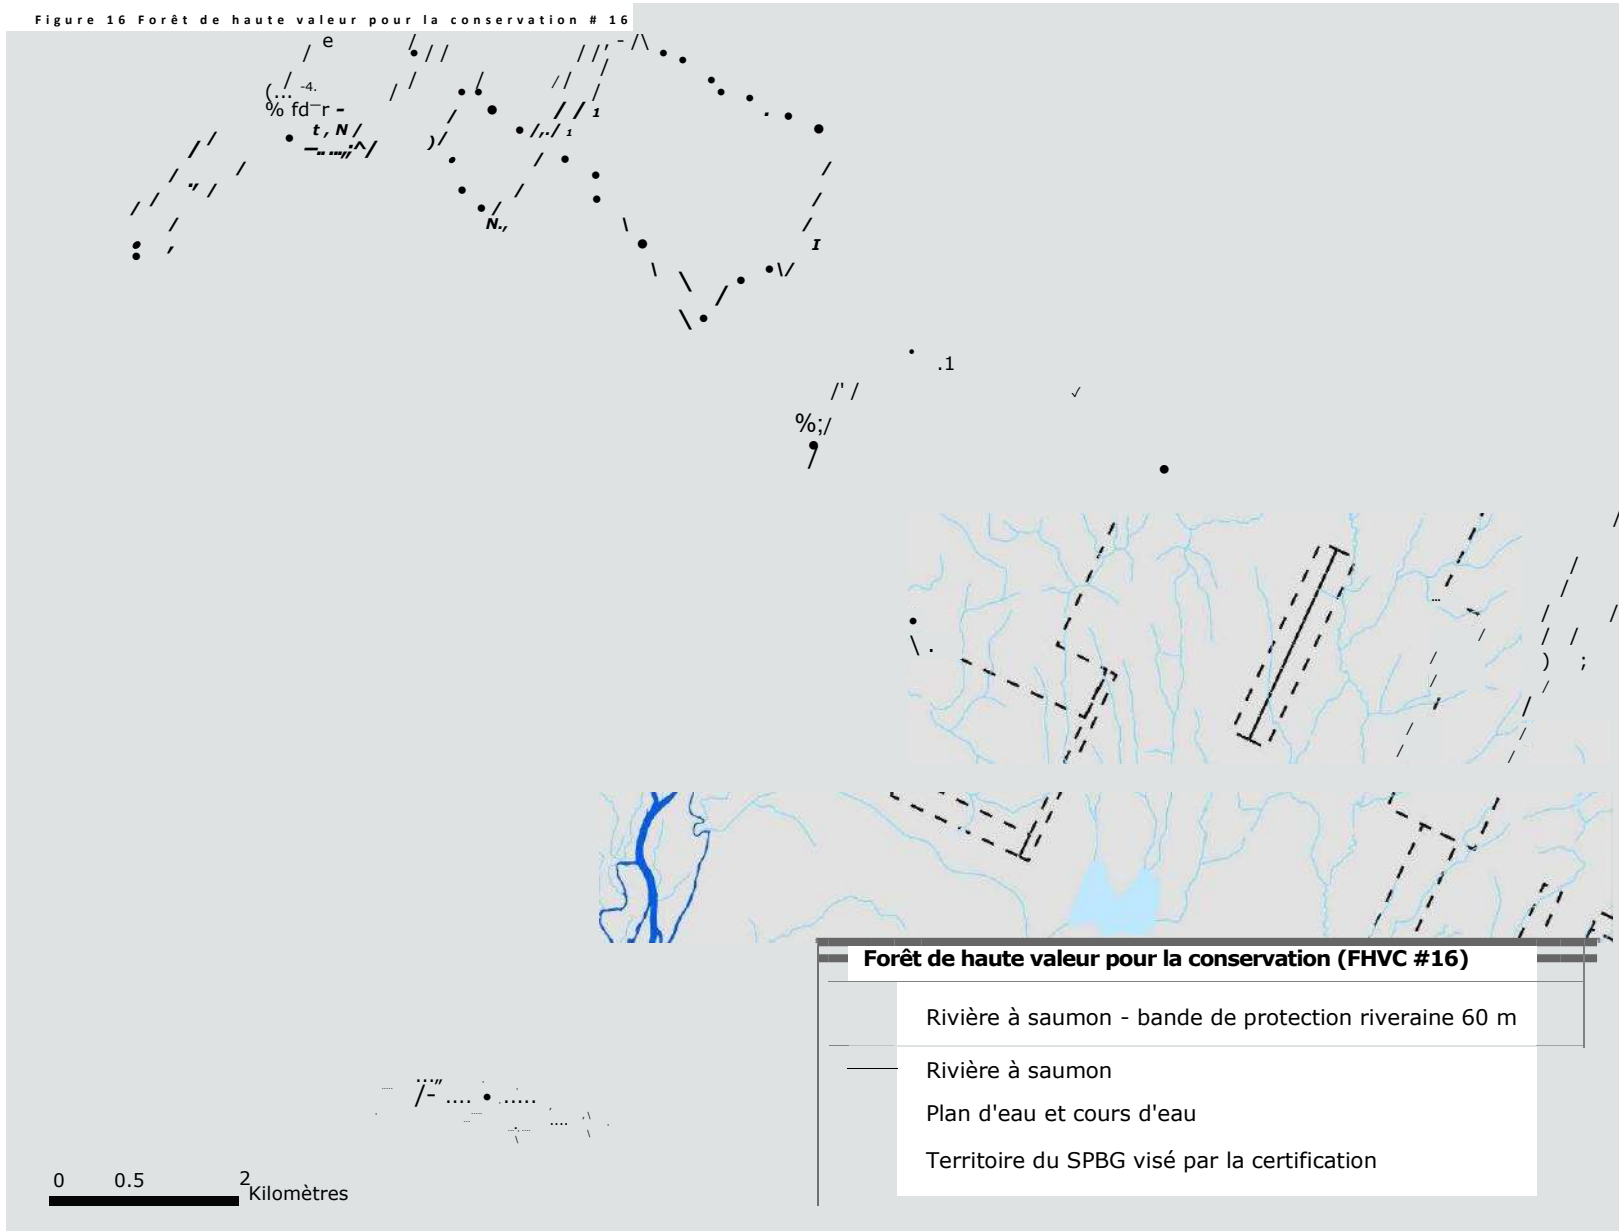 Figure 16 Forêt de haute valeur pour la conservation # 16
Forêt de haute valeur pour la conservation (FHVC #16)
Rivière à saumon - bande de protection riveraine 60 m
Rivière à saumon
Plan d'eau et cours d'eau
Territoire du SPBG visé par la certification
0 0.5 2
Kilomètres